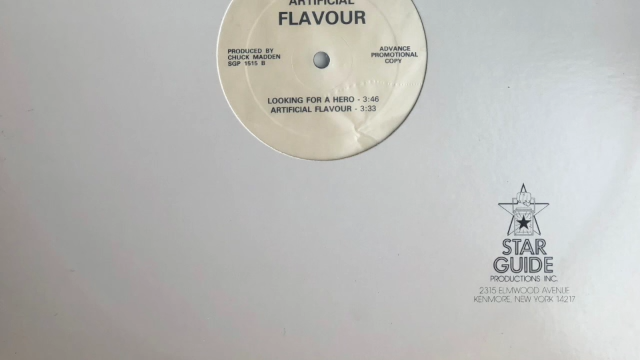 ARTIFICIAL
FLAVOUR
PRODUCED BY
CHUCK MADDEN
SGP 1615 B
ADVANCE
PROMOTIONAL
COPY
LOOKING FOR A HERO - 3:46
ARTIFICIAL FLAVOUR - 3:33
STAR
GUIDE
PRODUCTIONS, INC.
2315 ELMWOOD AVENUE
KENMORE, NEW YORK 14217